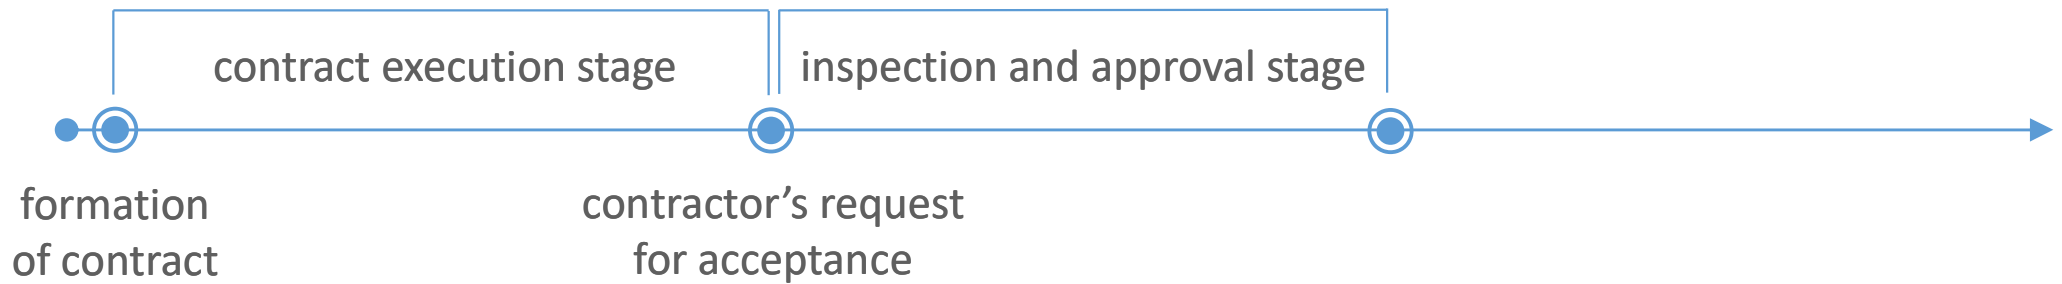 contract execution stage
inspection and approval stage
formation
of contract
contractor’s request
for acceptance